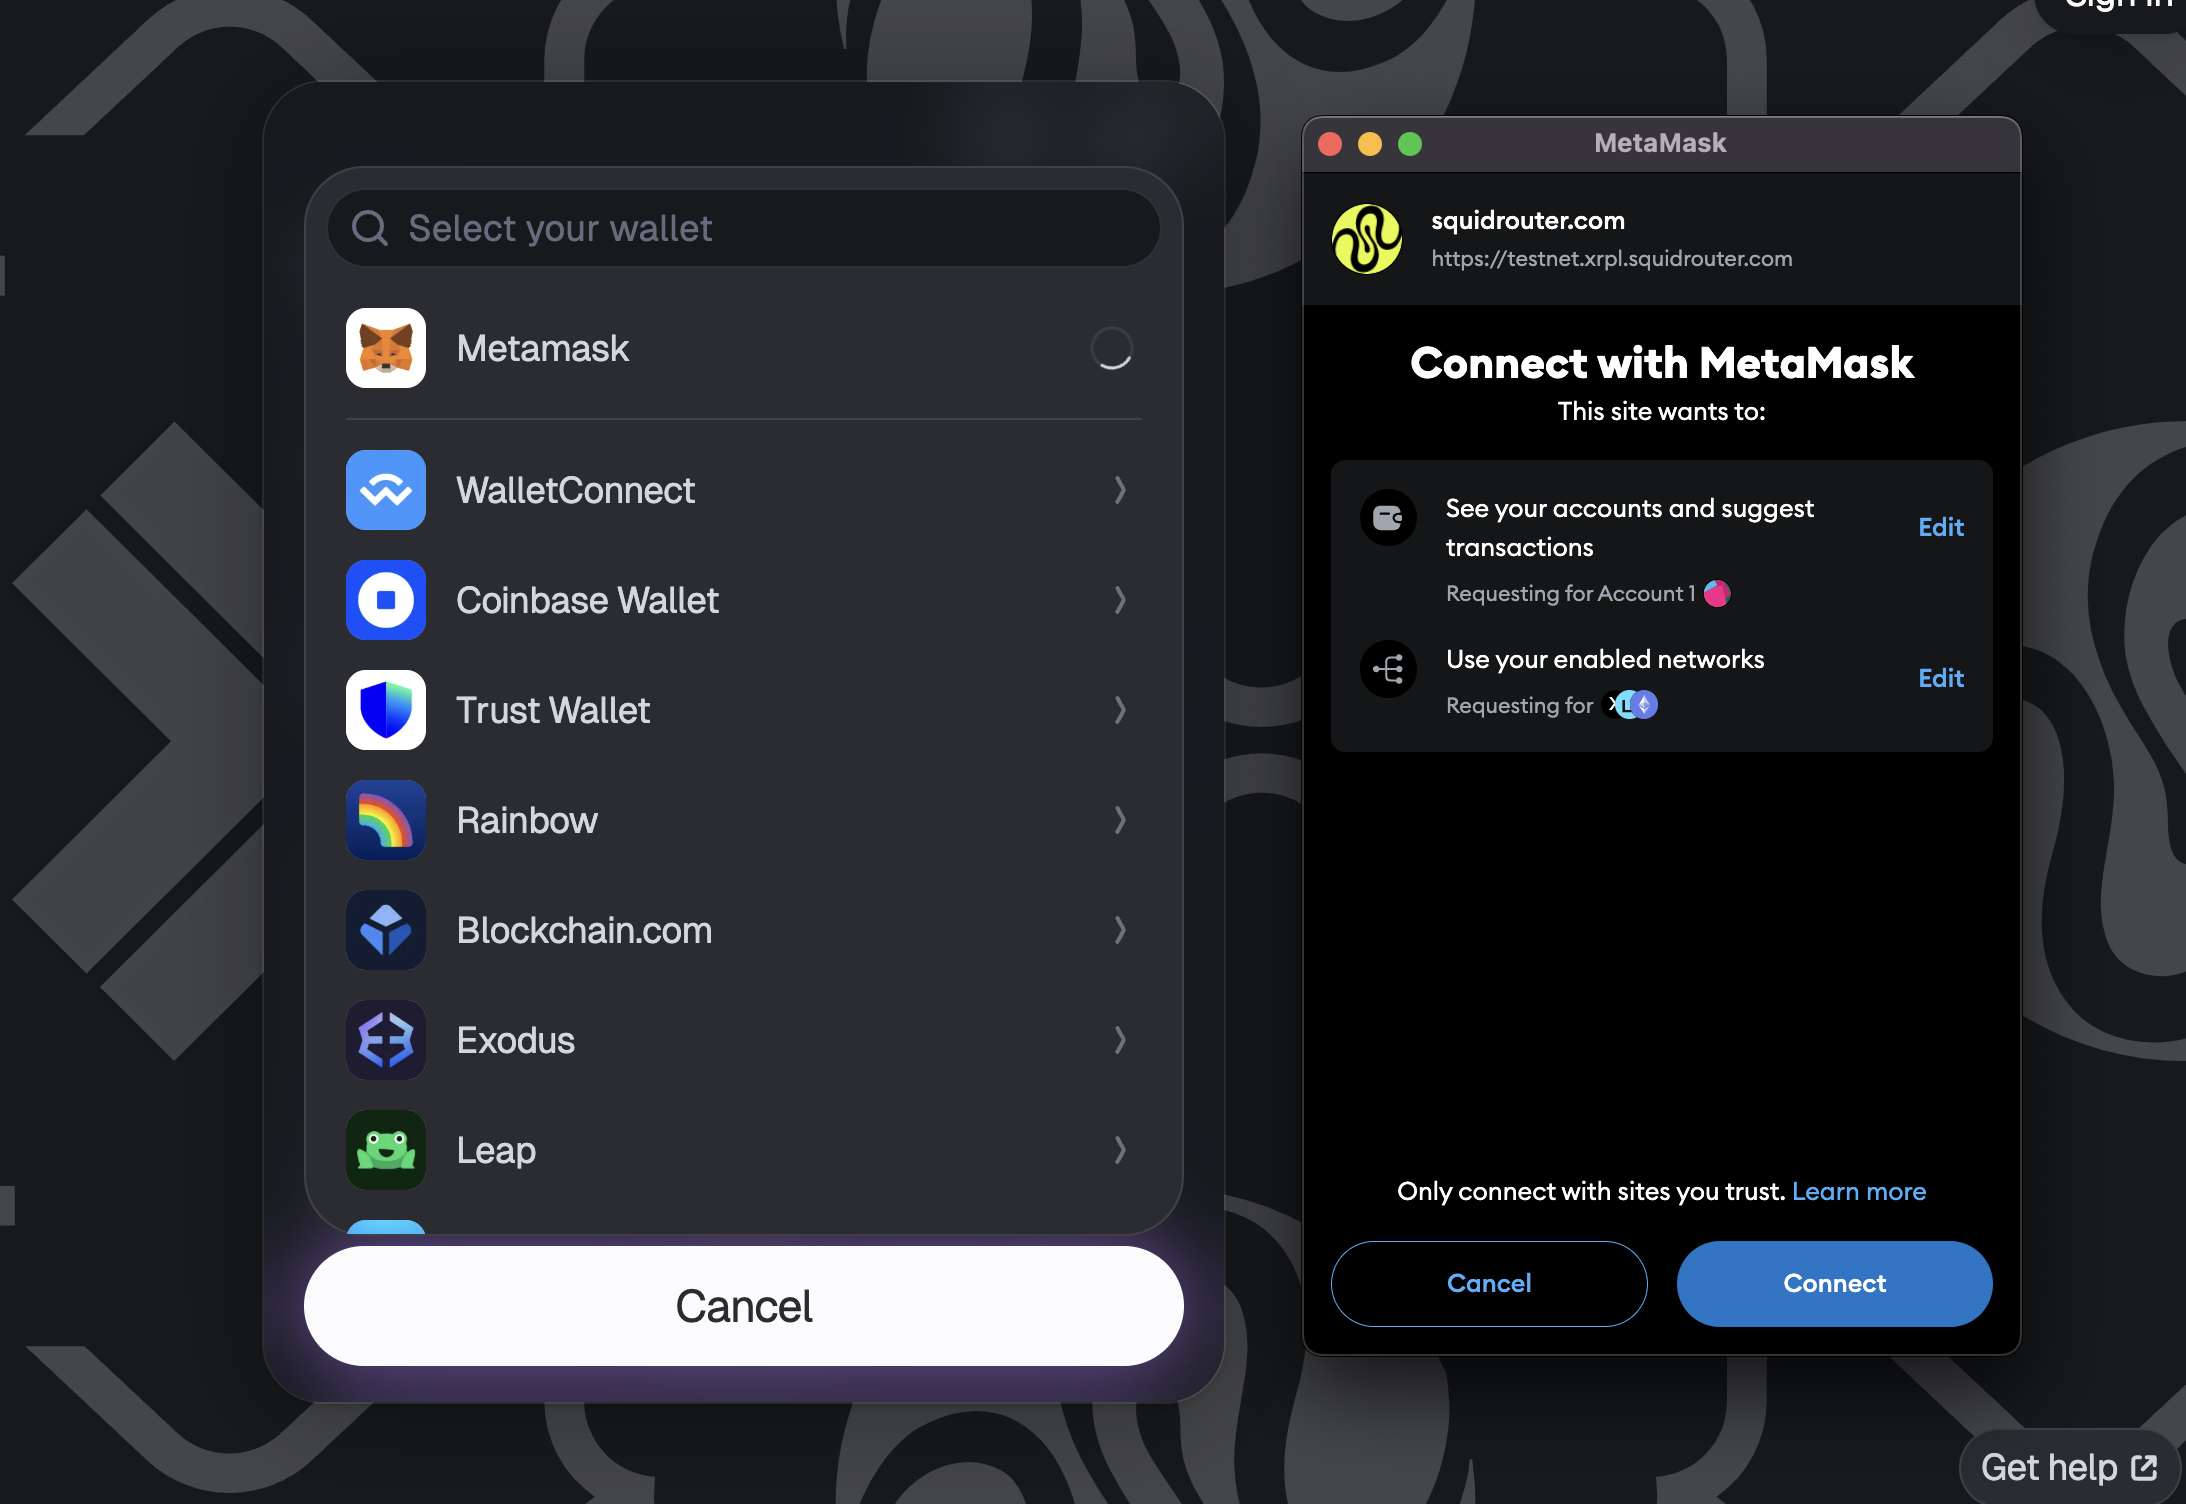 Sign in
Select your wallet
Metamask
WalletConnect
Coinbase Wallet
Trust Wallet
Rainbow
Blockchain.com
Exodus
Leap
Cancel
MetaMask
squidrouter.com
https://testnet.xrpl.squidrouter.com
Connect with MetaMask
This site wants to:
See your accounts and suggest
transactions
Edit
Requesting for Account 1
Use your enabled networks
Edit
Requesting for
Only connect with sites you trust. Learn more
Cancel
Connect
Get help